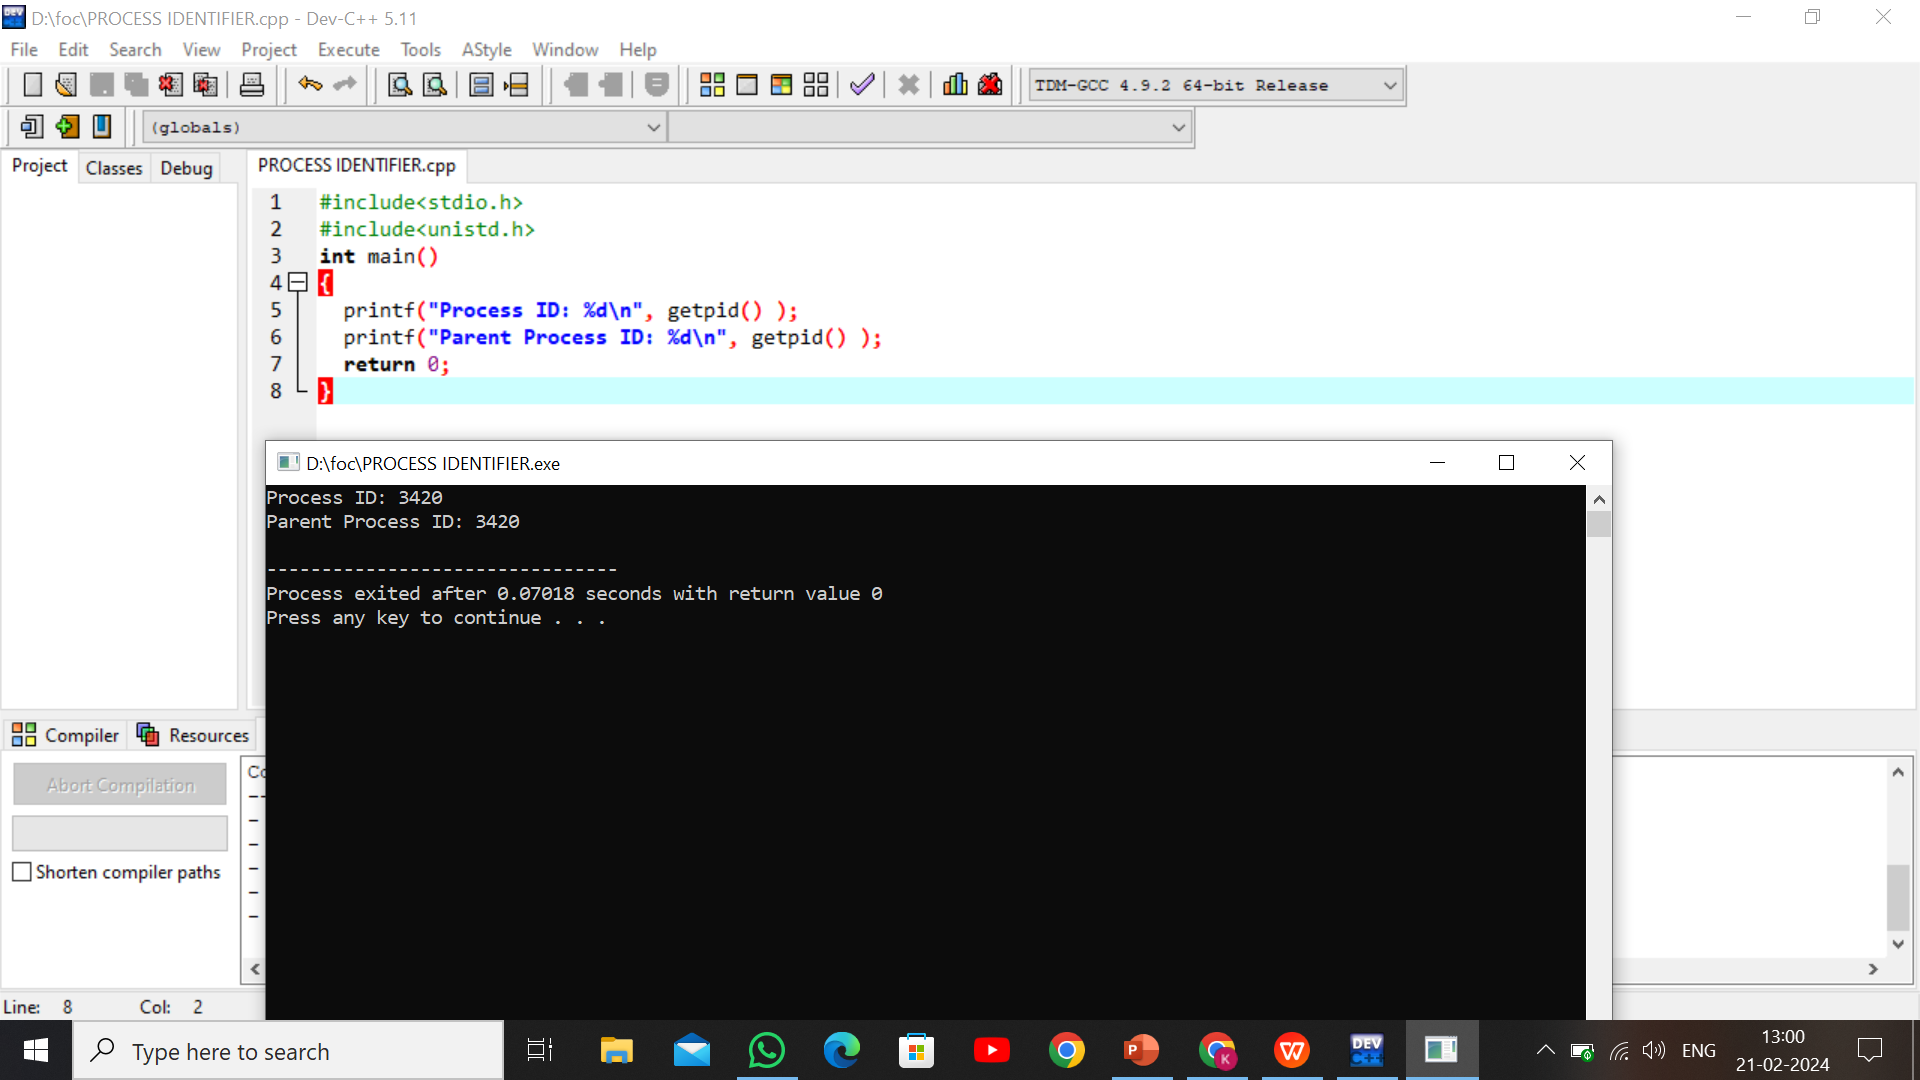 D:\foc\PROCESS IDENTIFIER.cpp - Dev-C++ 5.11
File Edit Search View Project Execute Tools AStyle Window Help
TDM-GCC 4.9.2 64-bit Release
(globals)
Project Classes Debug PROCESS IDENTIFIER.cpp
1 #include<stdio.h>
2 #include<unistd.h>
3 int main()
4 {
5 printf("Process ID: %d\n", getpid() );
6 printf("Parent Process ID: %d\n", getpid() );
7 return 0;
8 }
D:\foc\PROCESS IDENTIFIER.exe
Process ID: 3420
Parent Process ID: 3420
--------------------------------
Process exited after 0.07018 seconds with return value 0
Press any key to continue . . .
Compiler Resources
Abort Compilation
Shorten compiler paths
Line: 8 Col: 2
Type here to search
DEV C++
ENG
13:00
21-02-2024